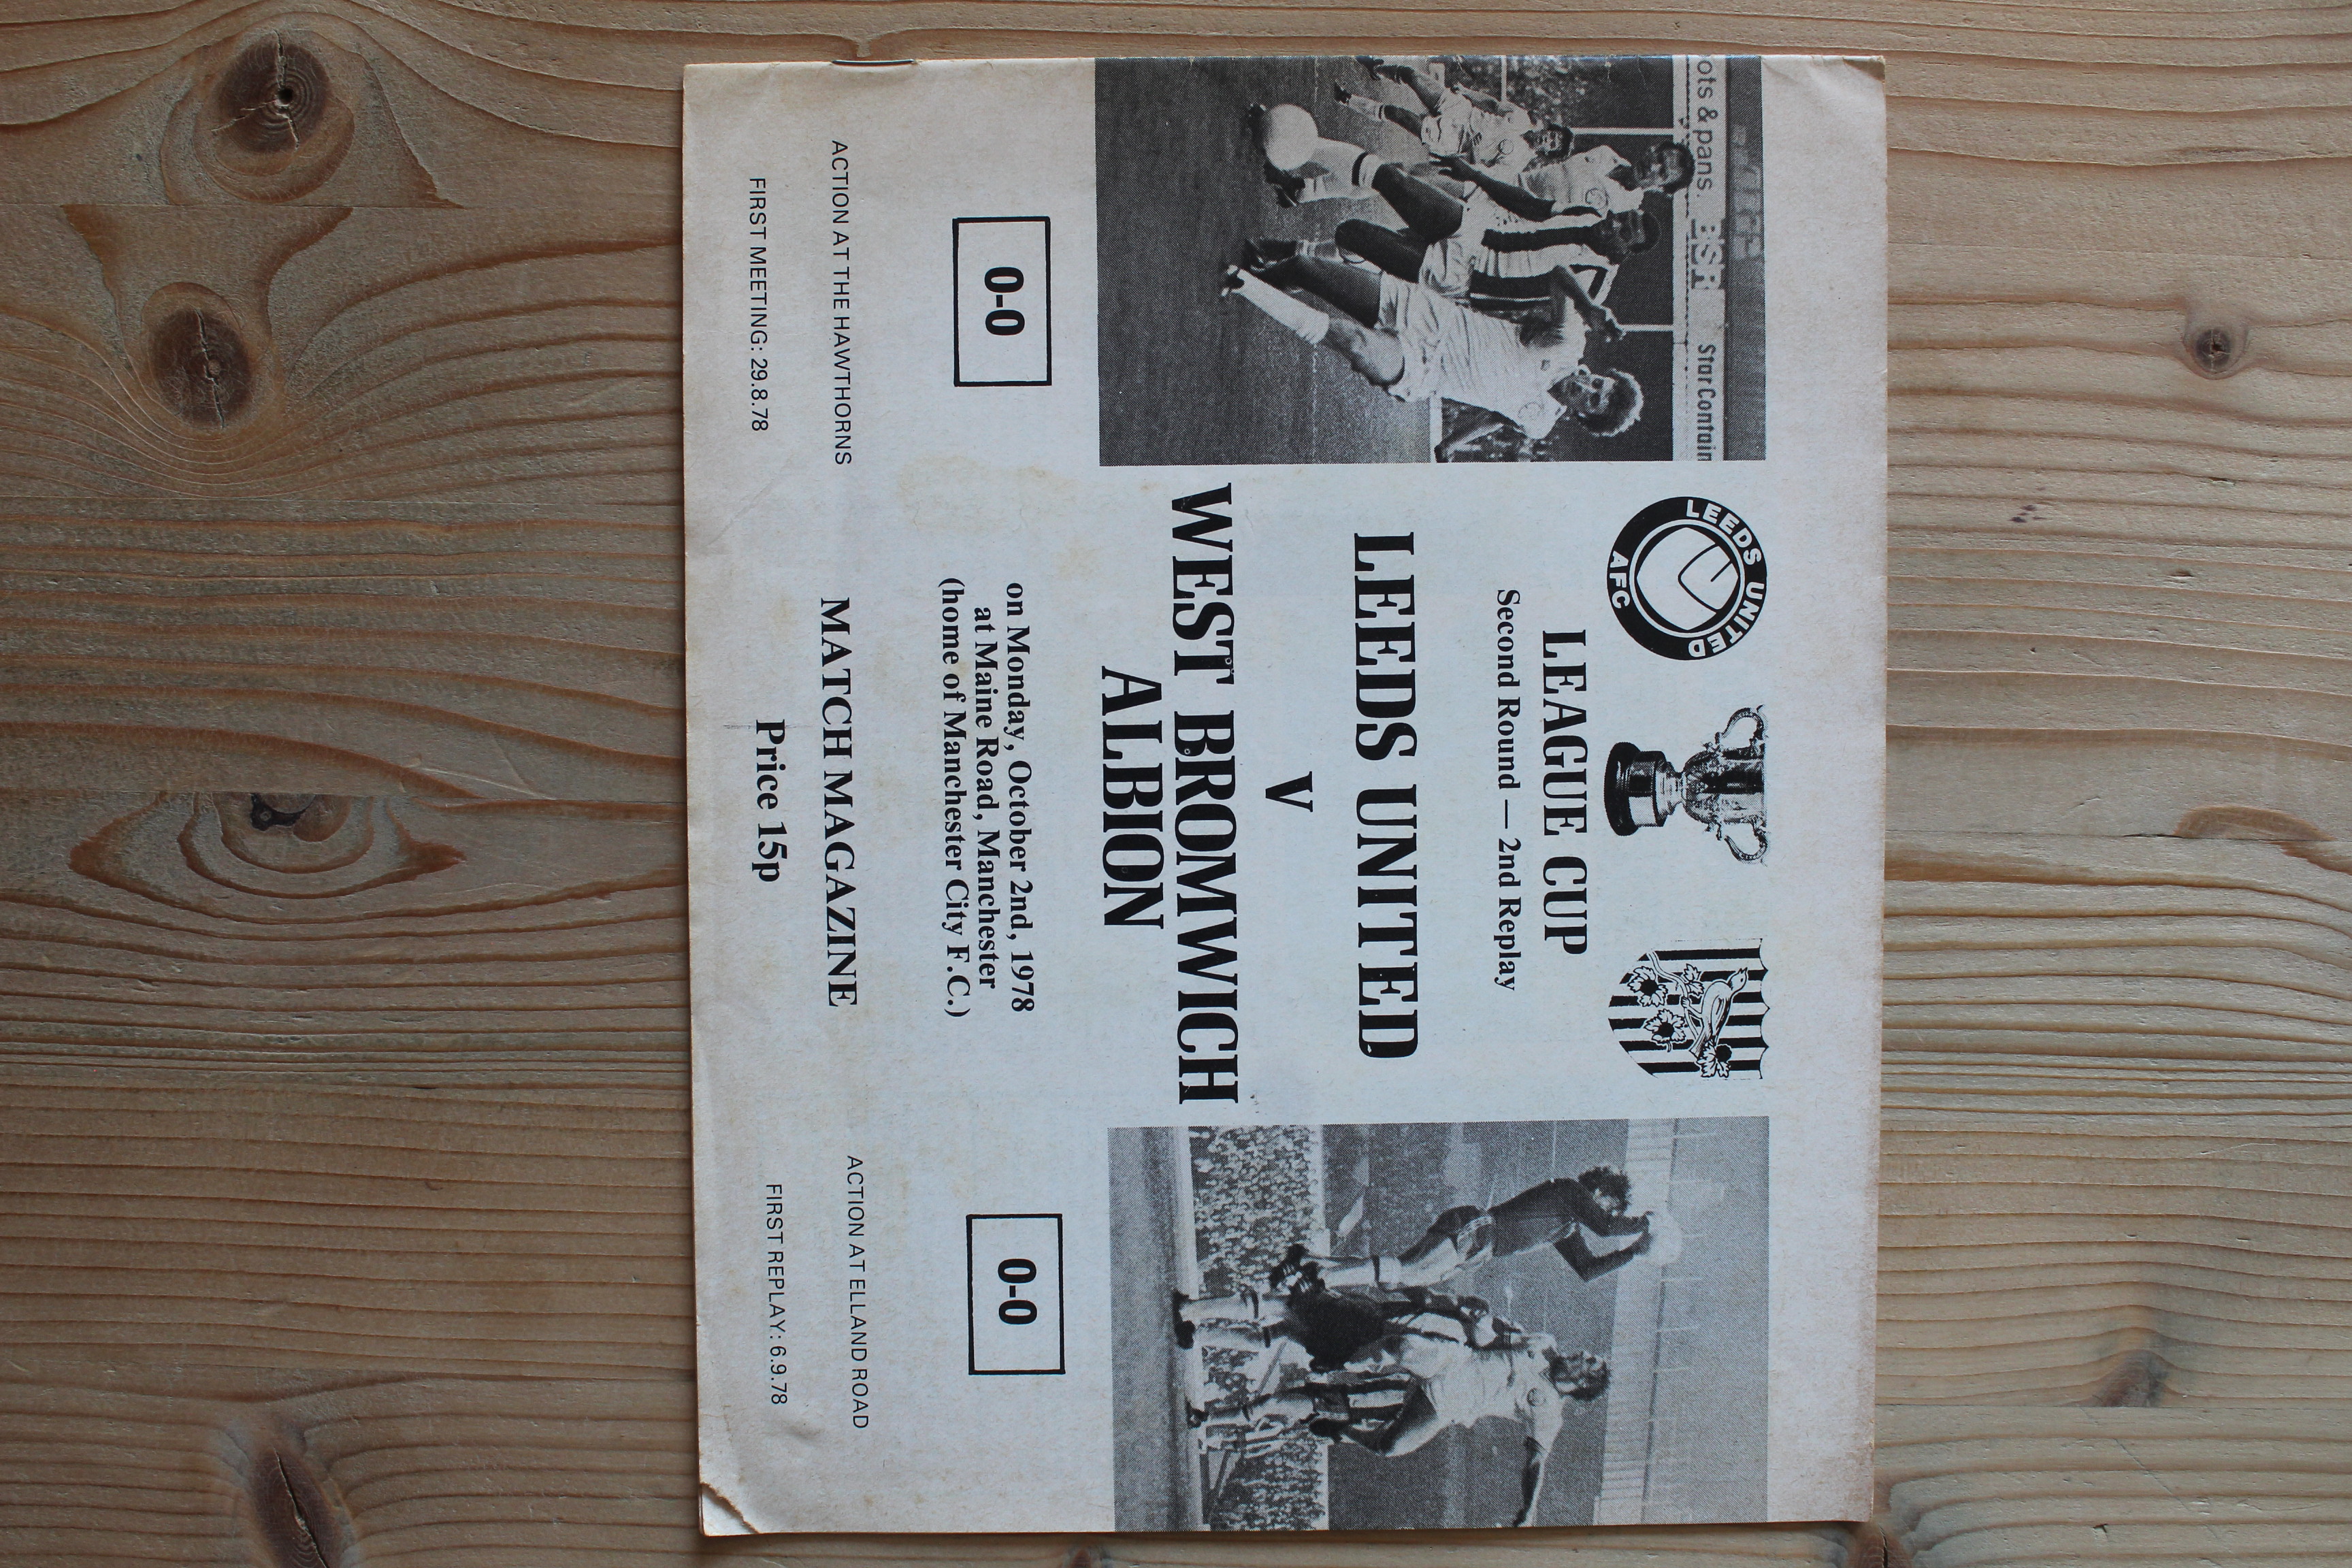 ots & pans
BSR
Star Contain
LEEDS UNITED
AFC
LEAGUE CUP
Second Round — 2nd Replay
LEEDS UNITED
V
WEST BROMWICH
ALBION
on Monday, October 2nd, 1978
at Maine Road, Manchester
(home of Manchester City F.C.)
MATCH MAGAZINE
Price 15p
0-0
ACTION AT THE HAWTHORNS
FIRST MEETING: 29.8.78
0-0
ACTION AT ELLAND ROAD
FIRST REPLAY: 6.9.78